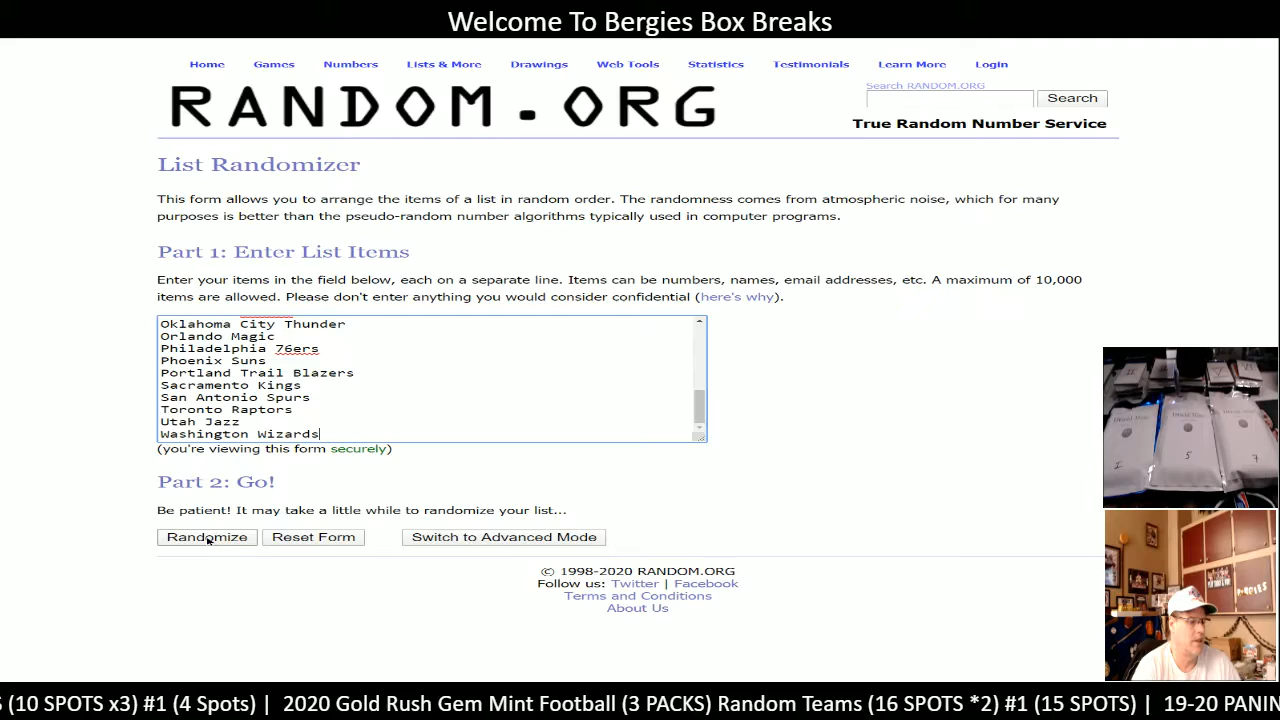 Welcome To Bergies Box Breaks
Home Games Numbers Lists & More Drawings Web Tools Statistics Testimonials Learn More Login
RANDOM.ORG
Search RANDOM.ORG
Search
True Random Number Service
List Randomizer
This form allows you to arrange the items of a list in random order. The randomness comes from atmospheric noise, which for many
purposes is better than the pseudo-random number algorithms typically used in computer programs.
Part 1: Enter List Items
Enter your items in the field below, each on a separate line. Items can be numbers, names, email addresses, etc. A maximum of 10,000
items are allowed. Please don't enter anything you would consider confidential (here's why).
Oklahoma City Thunder
Orlando Magic
Philadelphia 76ers
Phoenix Suns
Portland Trail Blazers
Sacramento Kings
San Antonio Spurs
Toronto Raptors
Utah Jazz
Washington Wizards
(you're viewing this form securely)
Part 2: Go!
Be patient! It may take a little while to randomize your list...
Randomize Reset Form Switch to Advanced Mode
© 1998-2020 RANDOM.ORG
Follow us: Twitter | Facebook
Terms and Conditions
About Us
5
7
S (10 SPOTS x3) #1 (4 Spots) | 2020 Gold Rush Gem Mint Football (3 PACKS) Random Teams (16 SPOTS *2) #1 (15 SPOTS) | 19-20 PANIN